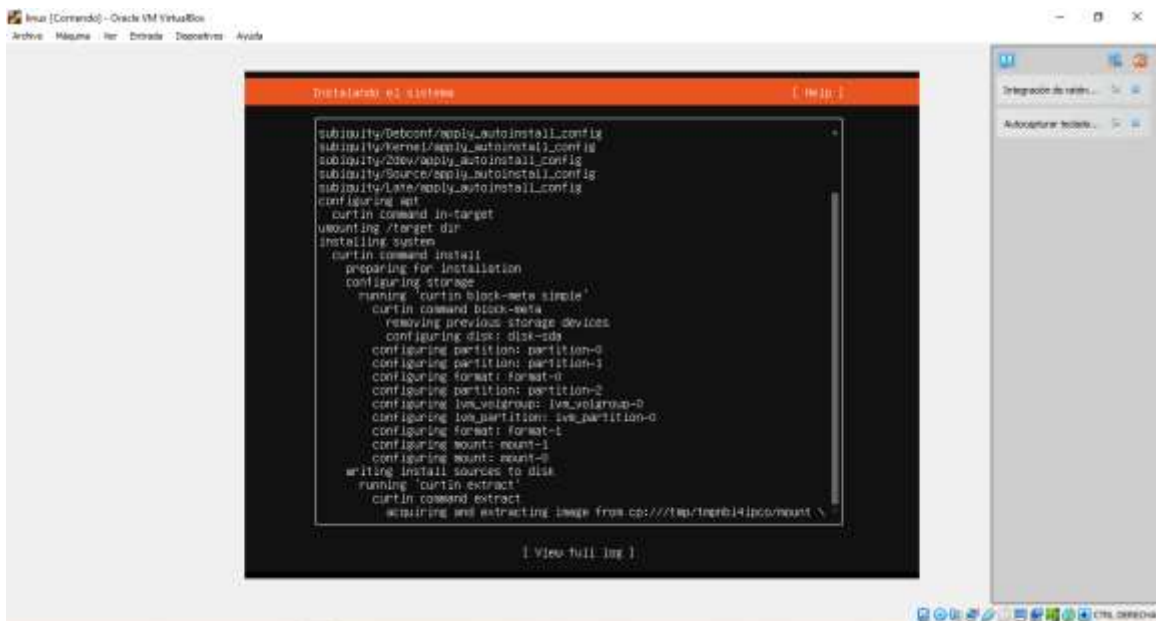 linux [Corriendo] - Oracle VM VirtualBox
Archivo Máquina Ver Entrada Dispositivos Ayuda
Integración de ratón...
Autocapturar teclado...
Instalando el sistema [ Help ]
subiquity/Debconf/apply_autoinstall_config
subiquity/Kernel/apply_autoinstall_config
subiquity/Zdev/apply_autoinstall_config
subiquity/Source/apply_autoinstall_config
subiquity/Late/apply_autoinstall_config
configuring apt
curtin command in-target
umounting /target dir
installing system
curtin command install
preparing for installation
configuring storage
running 'curtin block-meta simple'
curtin command block-meta
removing previous storage devices
configuring disk: disk-sda
configuring partition: partition-0
configuring partition: partition-1
configuring format: format-0
configuring partition: partition-2
configuring lvm_volgroup: lvm_volgroup-0
configuring lvm_partition: lvm_partition-0
configuring format: format-1
configuring mount: mount-1
configuring mount: mount-0
writing install sources to disk
running 'curtin extract'
curtin command extract
acquiring and extracting image from \
[ View full log ]
CTRL DERECHA